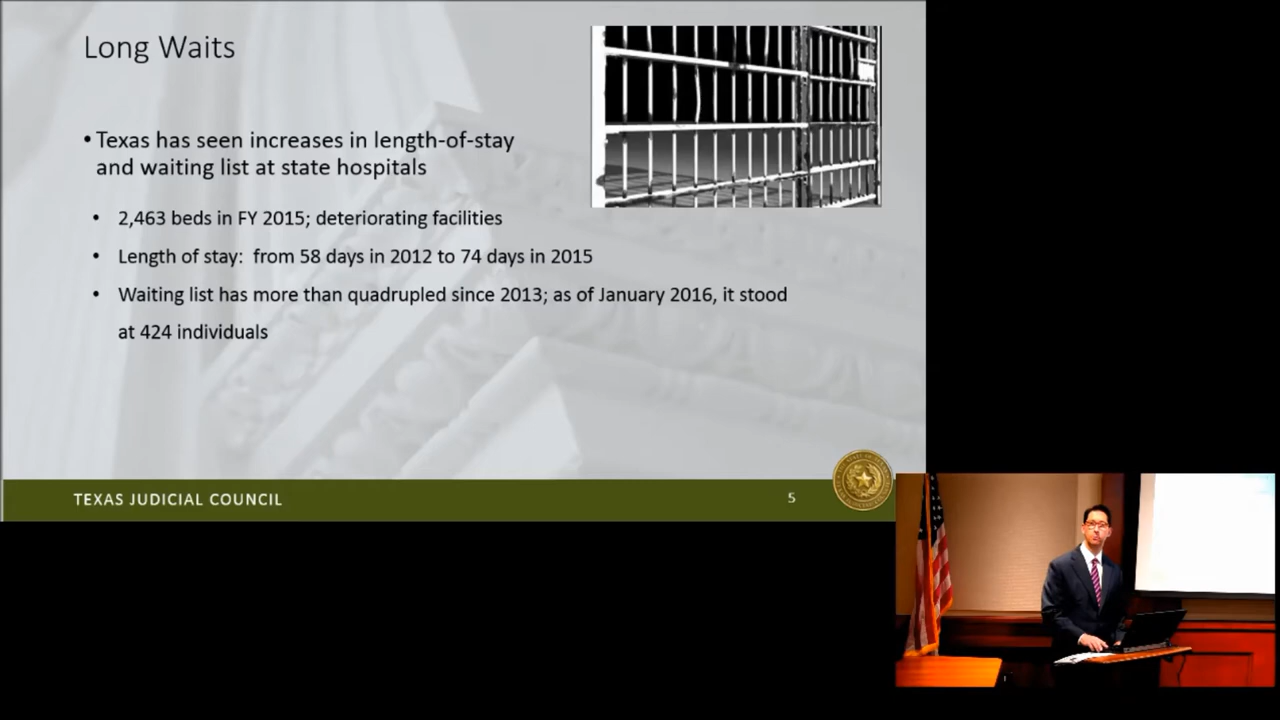 Long Waits
• Texas has seen increases in length-of-stay
and waiting list at state hospitals
• 2,463 beds in FY 2015; deteriorating facilities
• Length of stay: from 58 days in 2012 to 74 days in 2015
• Waiting list has more than quadrupled since 2013; as of January 2016, it stood
at 424 individuals
TEXAS JUDICIAL COUNCIL
5